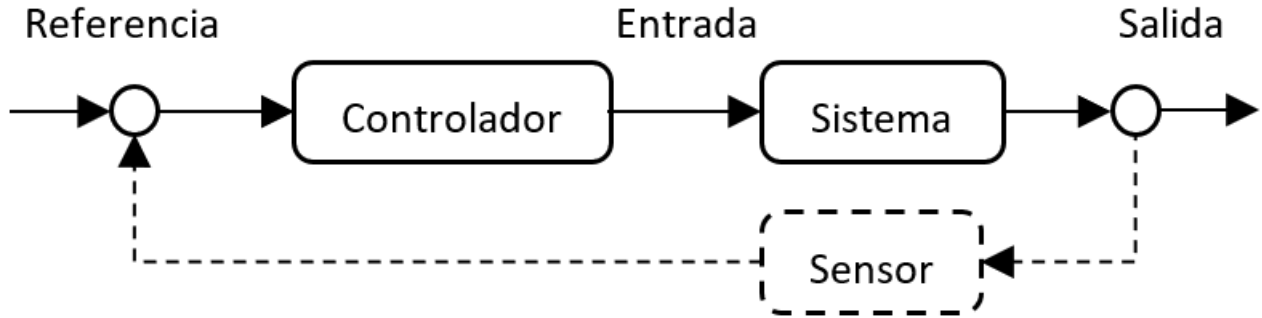 Referencia
Entrada
Salida
Controlador
Sistema
Sensor